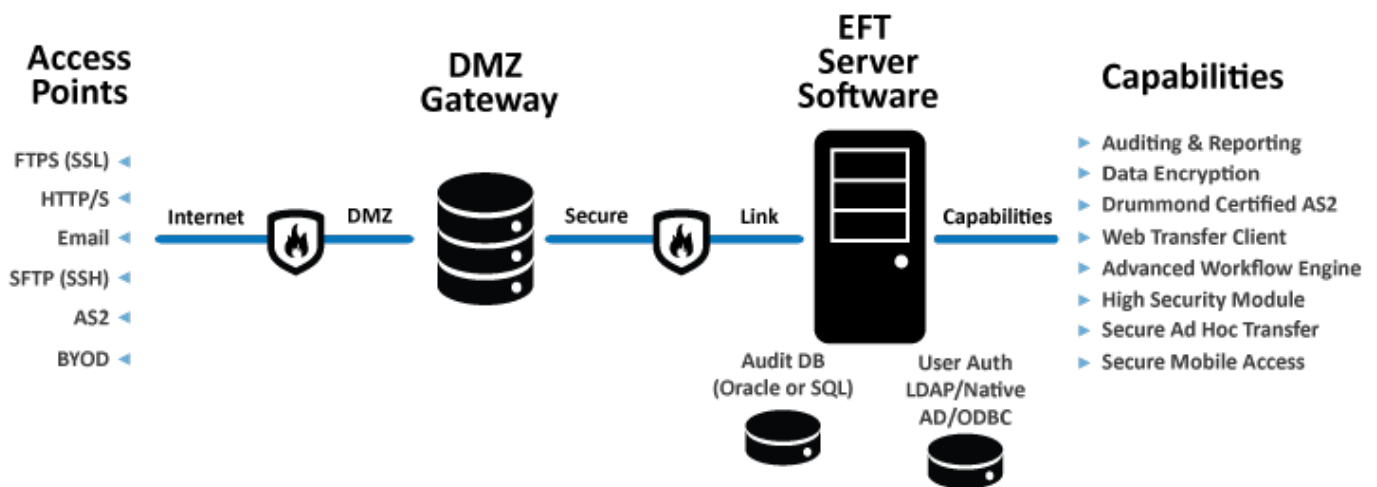 Access
Points
FTPS (SSL)
HTTP/S
Email
SFTP (SSH)
AS2
BYOD
Internet
DMZ
DMZ
Gateway
Secure
Link
EFT
Server
Software
Audit DB
(Oracle or SQL)
User Auth
LDAP/Native
AD/ODBC
Capabilities
Capabilities
Auditing & Reporting
Data Encryption
Drummond Certified AS2
Web Transfer Client
Advanced Workflow Engine
High Security Module
Secure Ad Hoc Transfer
Secure Mobile Access